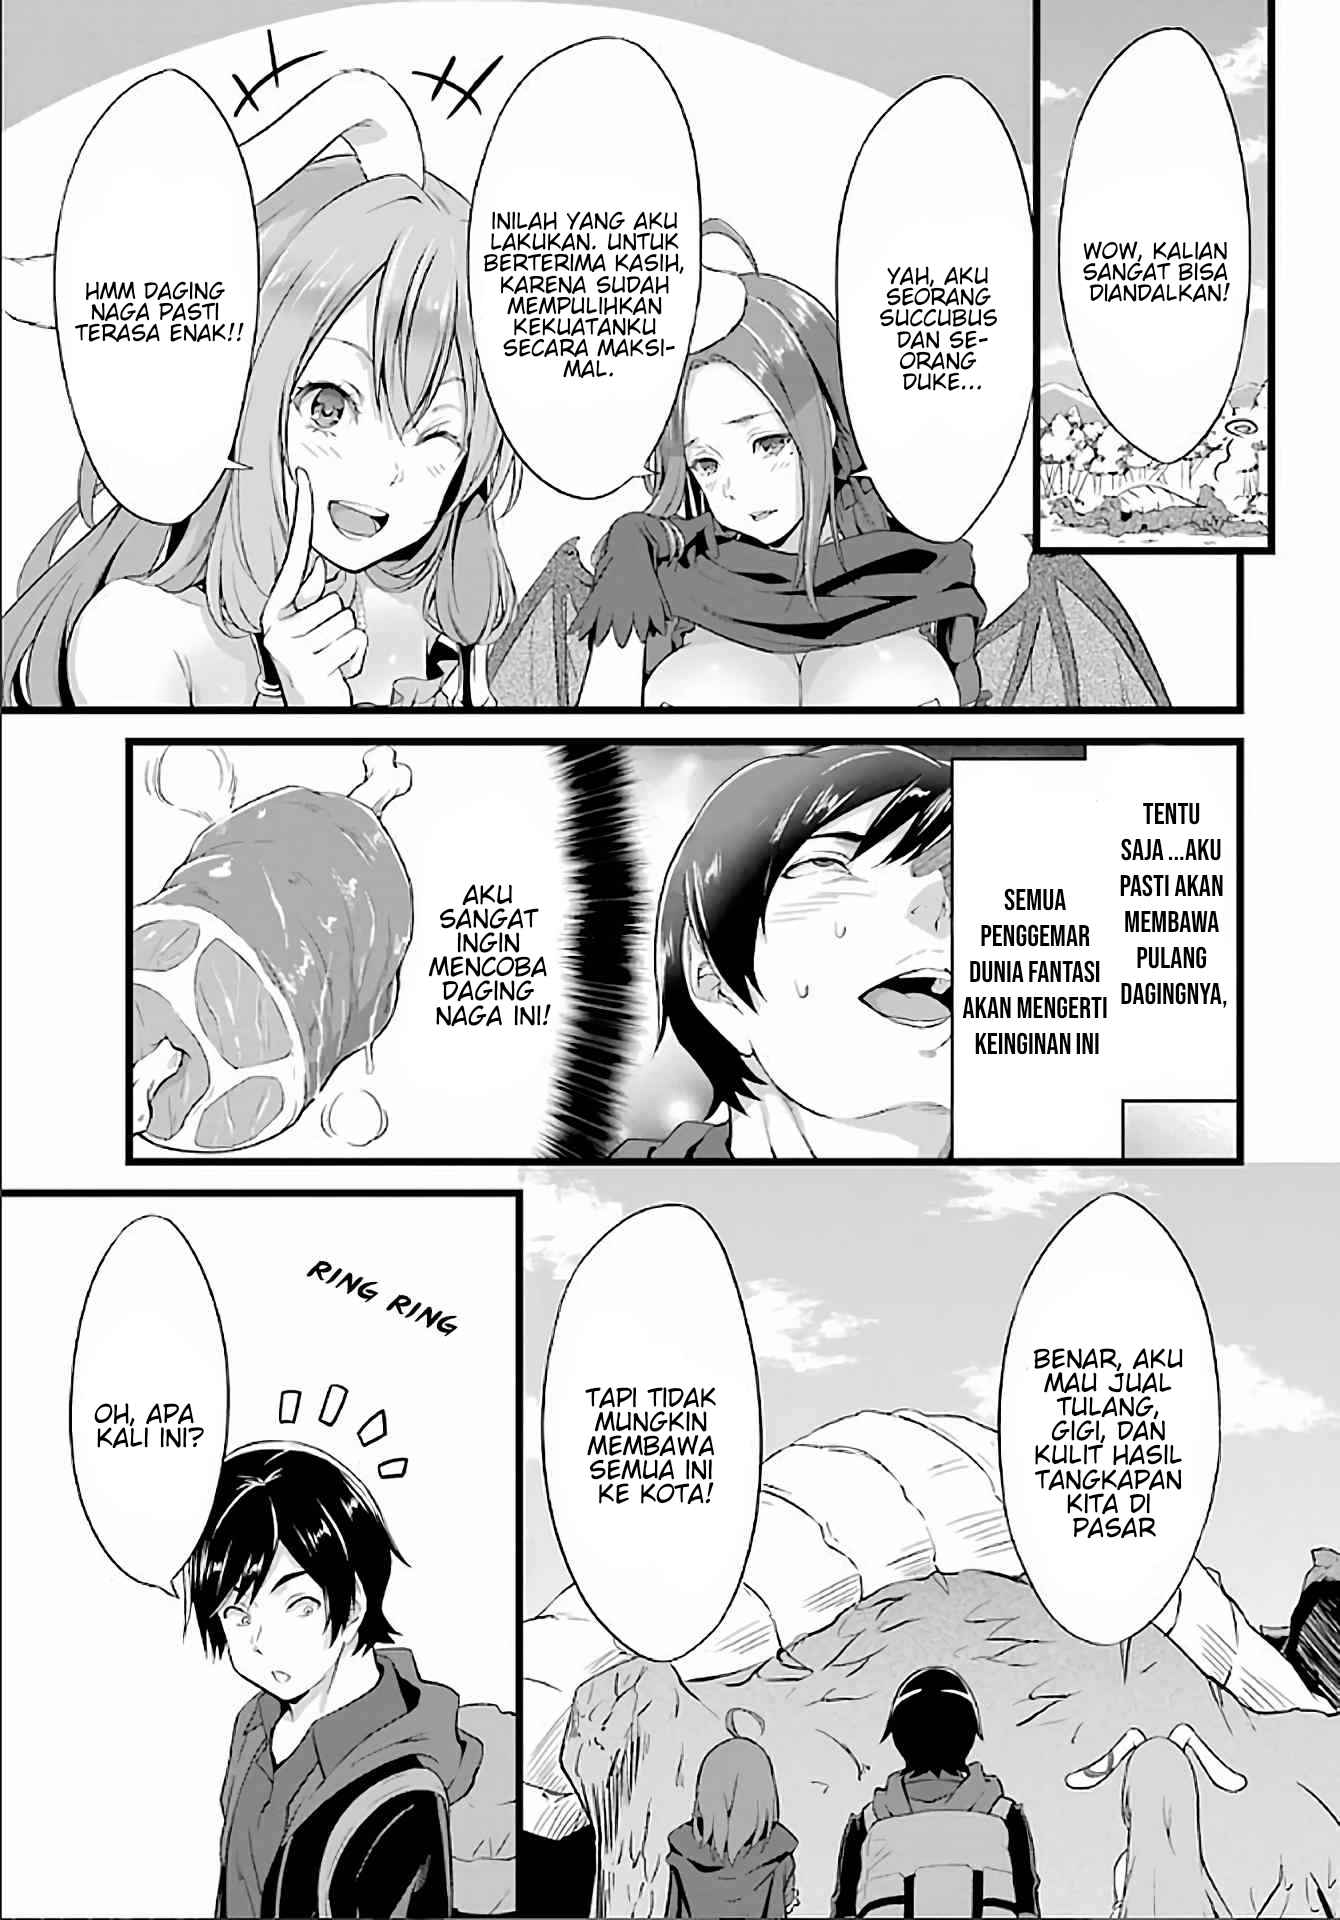 WOW, KALIAN
SANGAT BISA
DIANDALKAN!
YAH, AKU
SEORANG
SUCCUBUS
DAN SE-
ORANG
DUKE...
INILAH YANG AKU
LAKUKAN. UNTUK
BERTERIMA KASIH,
KARENA SUDAH
MEMPULIHKAN
KEKUATANKU
SECARA MAKSI-
MAL.
HMM DAGING
NAGA PASTI
TERASA ENAK!!
TENTU
SAJA ...AKU
PASTI AKAN
MEMBAWA
PULANG
DAGINGNYA,
SEMUA
PENGGEMAR
DUNIA FANTASI
AKAN MENGERTI
KEINGINAN INI
AKU
SANGAT
INGIN
MENCOBA
DAGING
NAGA INI!
BENAR, AKU
MAU JUAL
TULANG,
GIGI, DAN
KULIT HASIL
TANGKAPAN
KITA DI
PASAR
TAPI TIDAK
MUNGKIN
MEMBAWA
SEMUA INI
KE KOTA!
RING RING
OH, APA
KALI INI?